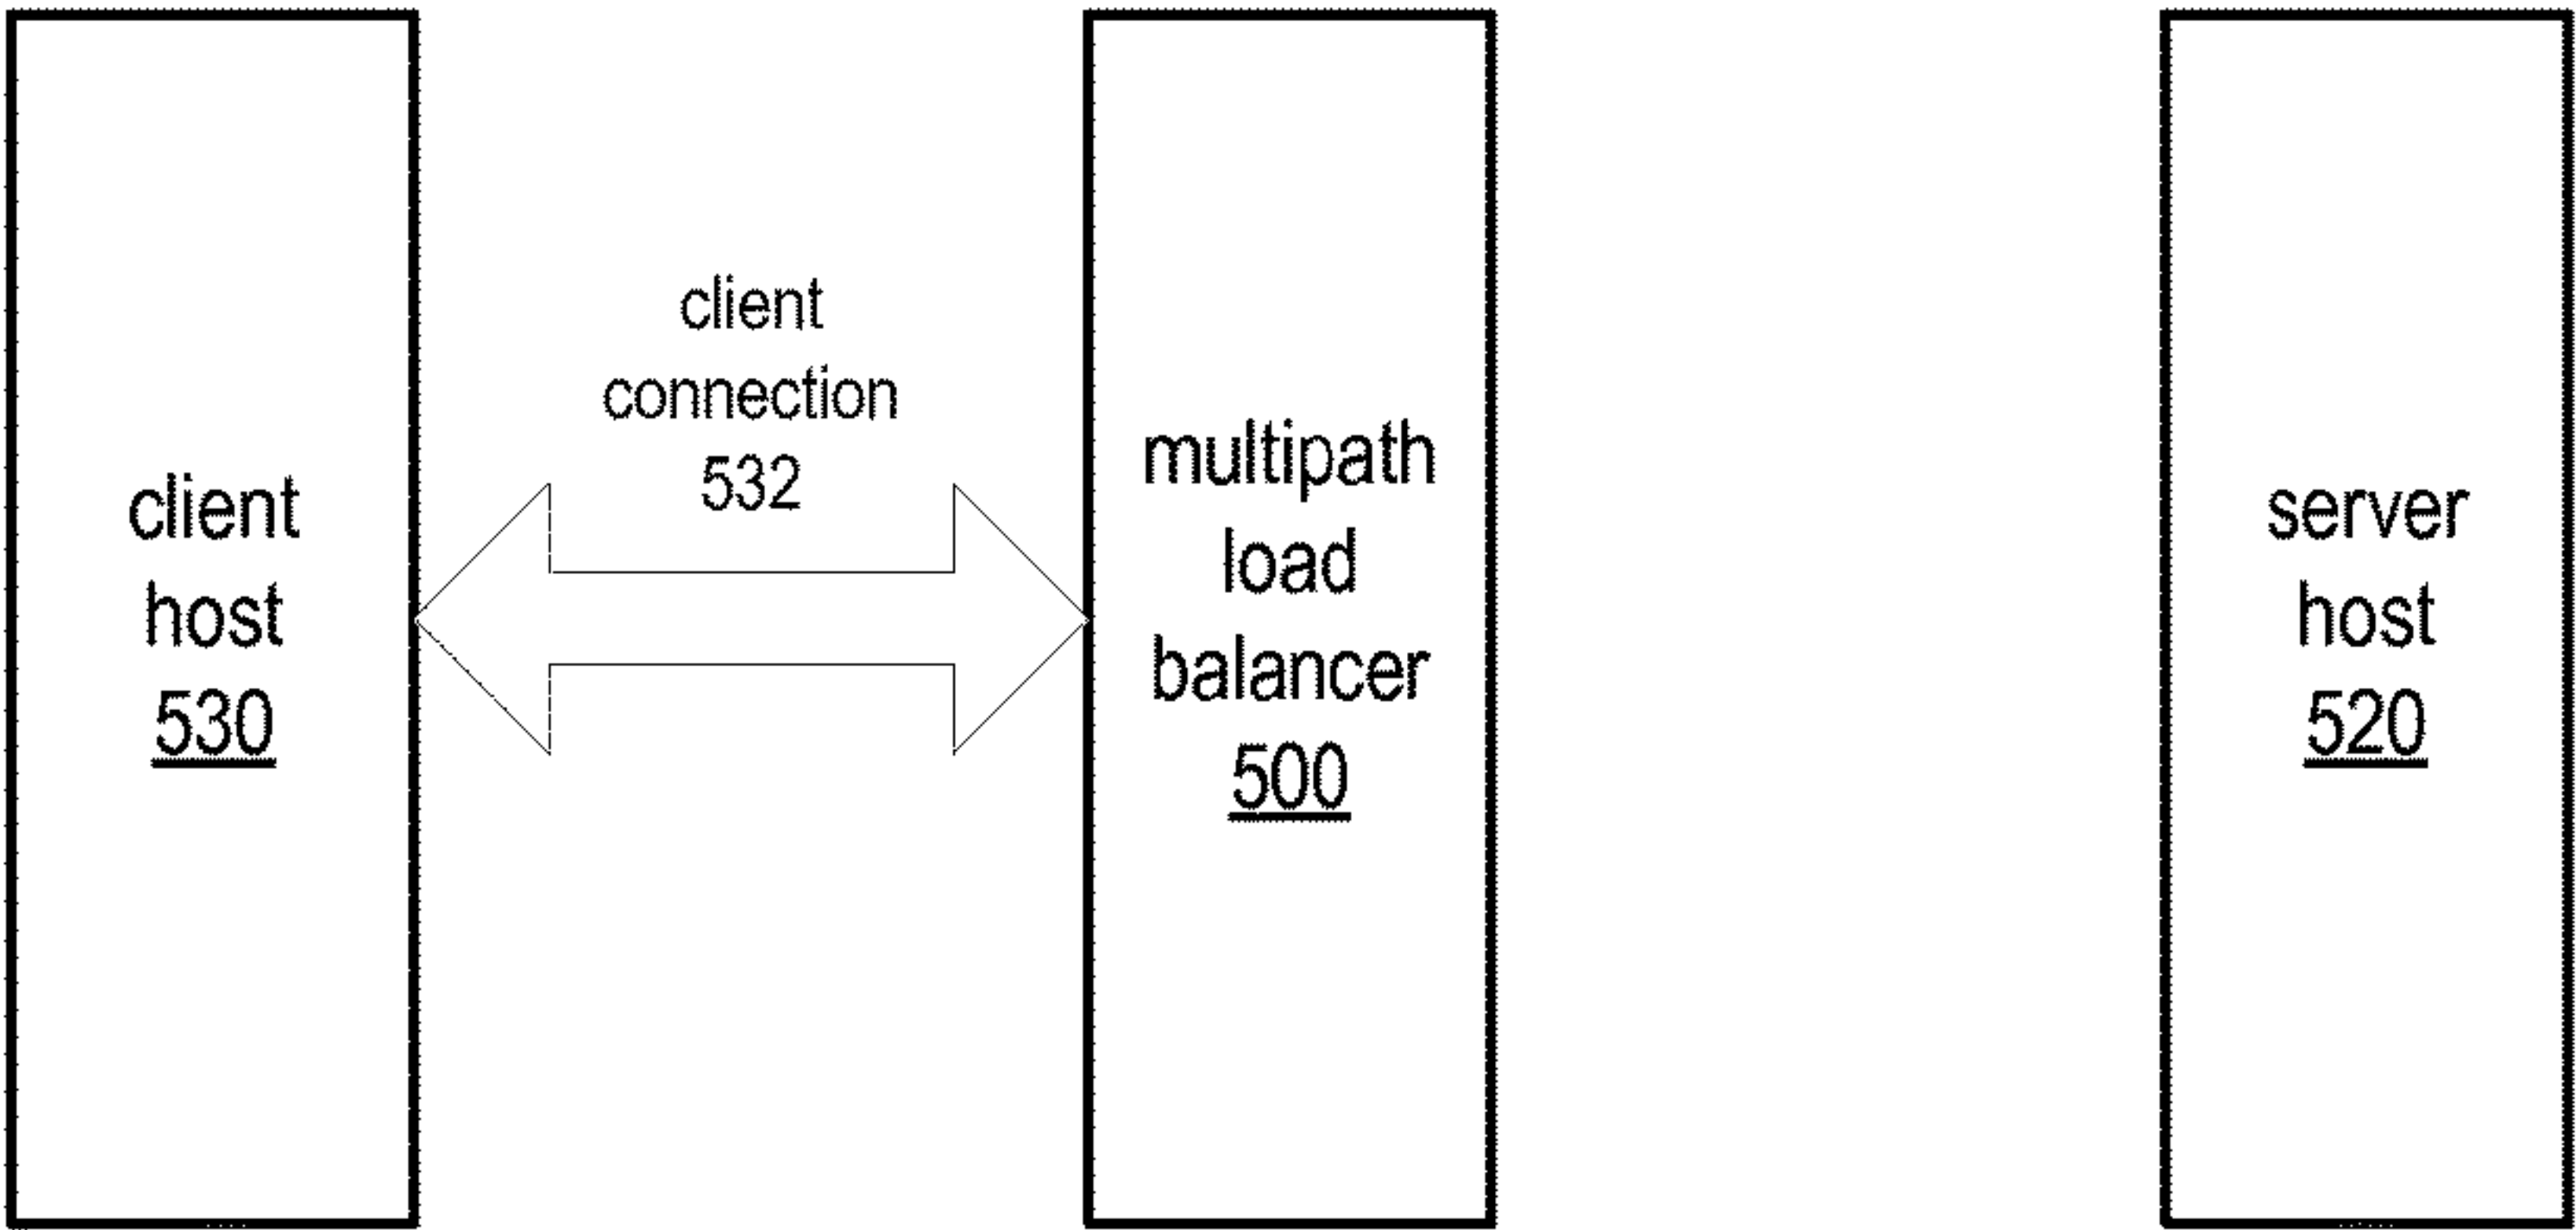 client
host
530
client
connection
532
multipath
load
balancer
500
server
host
520